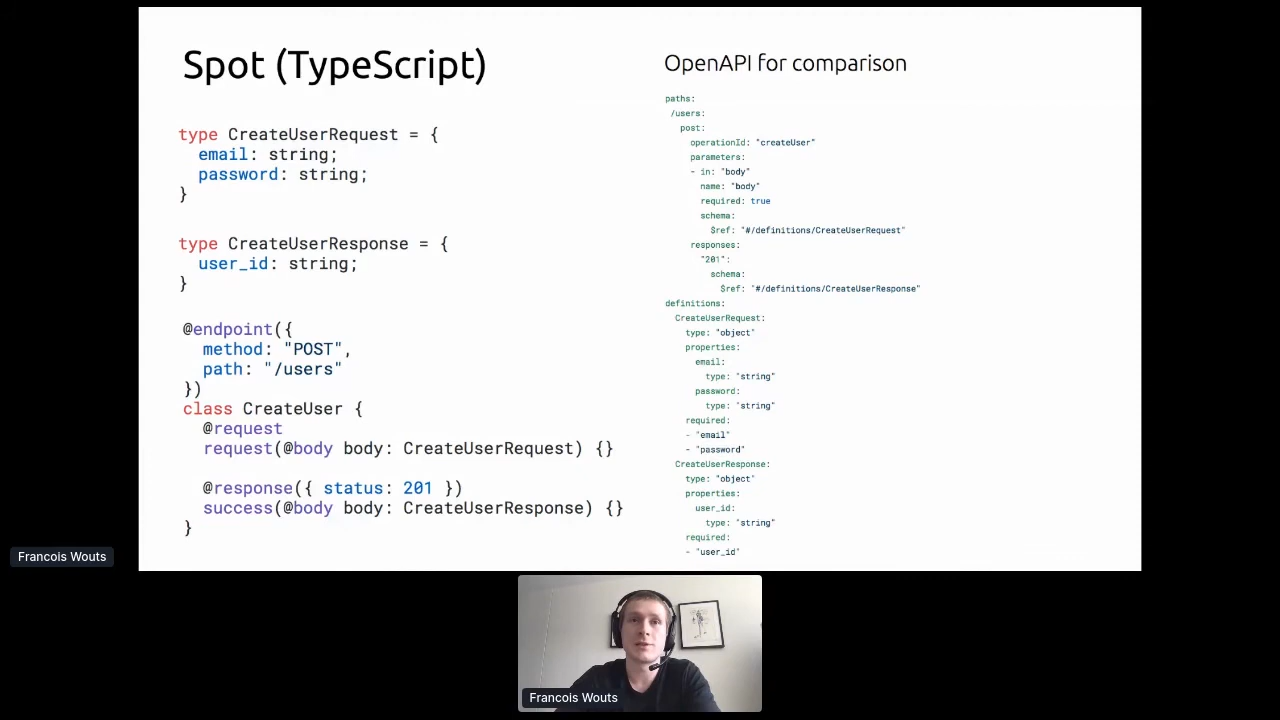 Spot (TypeScript)
type CreateUserRequest = {
email: string;
password: string;
}
type CreateUserResponse = {
user_id: string;
}
@endpoint({
method: "POST",
path: "/users"
})
class CreateUser {
@request
request(@body body: CreateUserRequest) {}
@response({ status: 201 })
success(@body body: CreateUserResponse) {}
}
OpenAPI for comparison
paths:
/users:
post:
operationId: "createUser"
parameters:
- in: "body"
name: "body"
required: true
schema:
$ref: "#/definitions/CreateUserRequest"
responses:
"201":
schema:
$ref: "#/definitions/CreateUserResponse"
definitions:
CreateUserRequest:
type: "object"
properties:
email:
type: "string"
password:
type: "string"
required:
- "email"
- "password"
CreateUserResponse:
type: "object"
properties:
user_id:
type: "string"
required:
- "user_id"
Francois Wouts
Francois Wouts